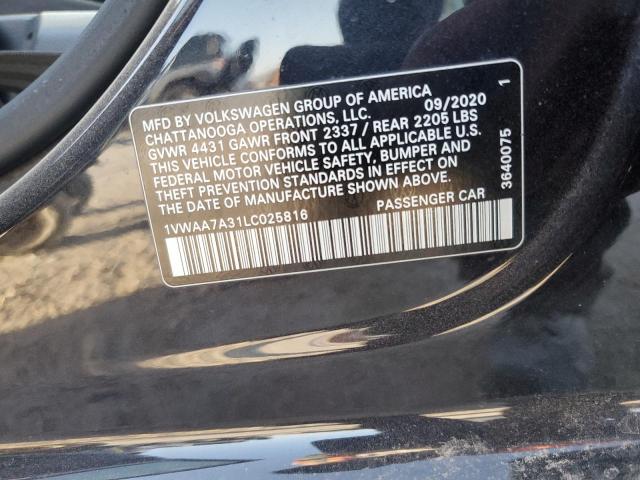 MFD BY VOLKSWAGEN GROUP OF AMERICA
CHATTANOOGA OPERATIONS, LLC. 09/2020
GVWR 4431 GAWR FRONT 2337 / REAR 2205 LBS
THIS VEHICLE CONFORMS TO ALL APPLICABLE U.S.
FEDERAL MOTOR VEHICLE SAFETY, BUMPER AND
THEFT PREVENTION STANDARDS IN EFFECT ON
THE DATE OF MANUFACTURE SHOWN ABOVE.
1VWAA7A31LC025816 PASSENGER CAR
3640075 1